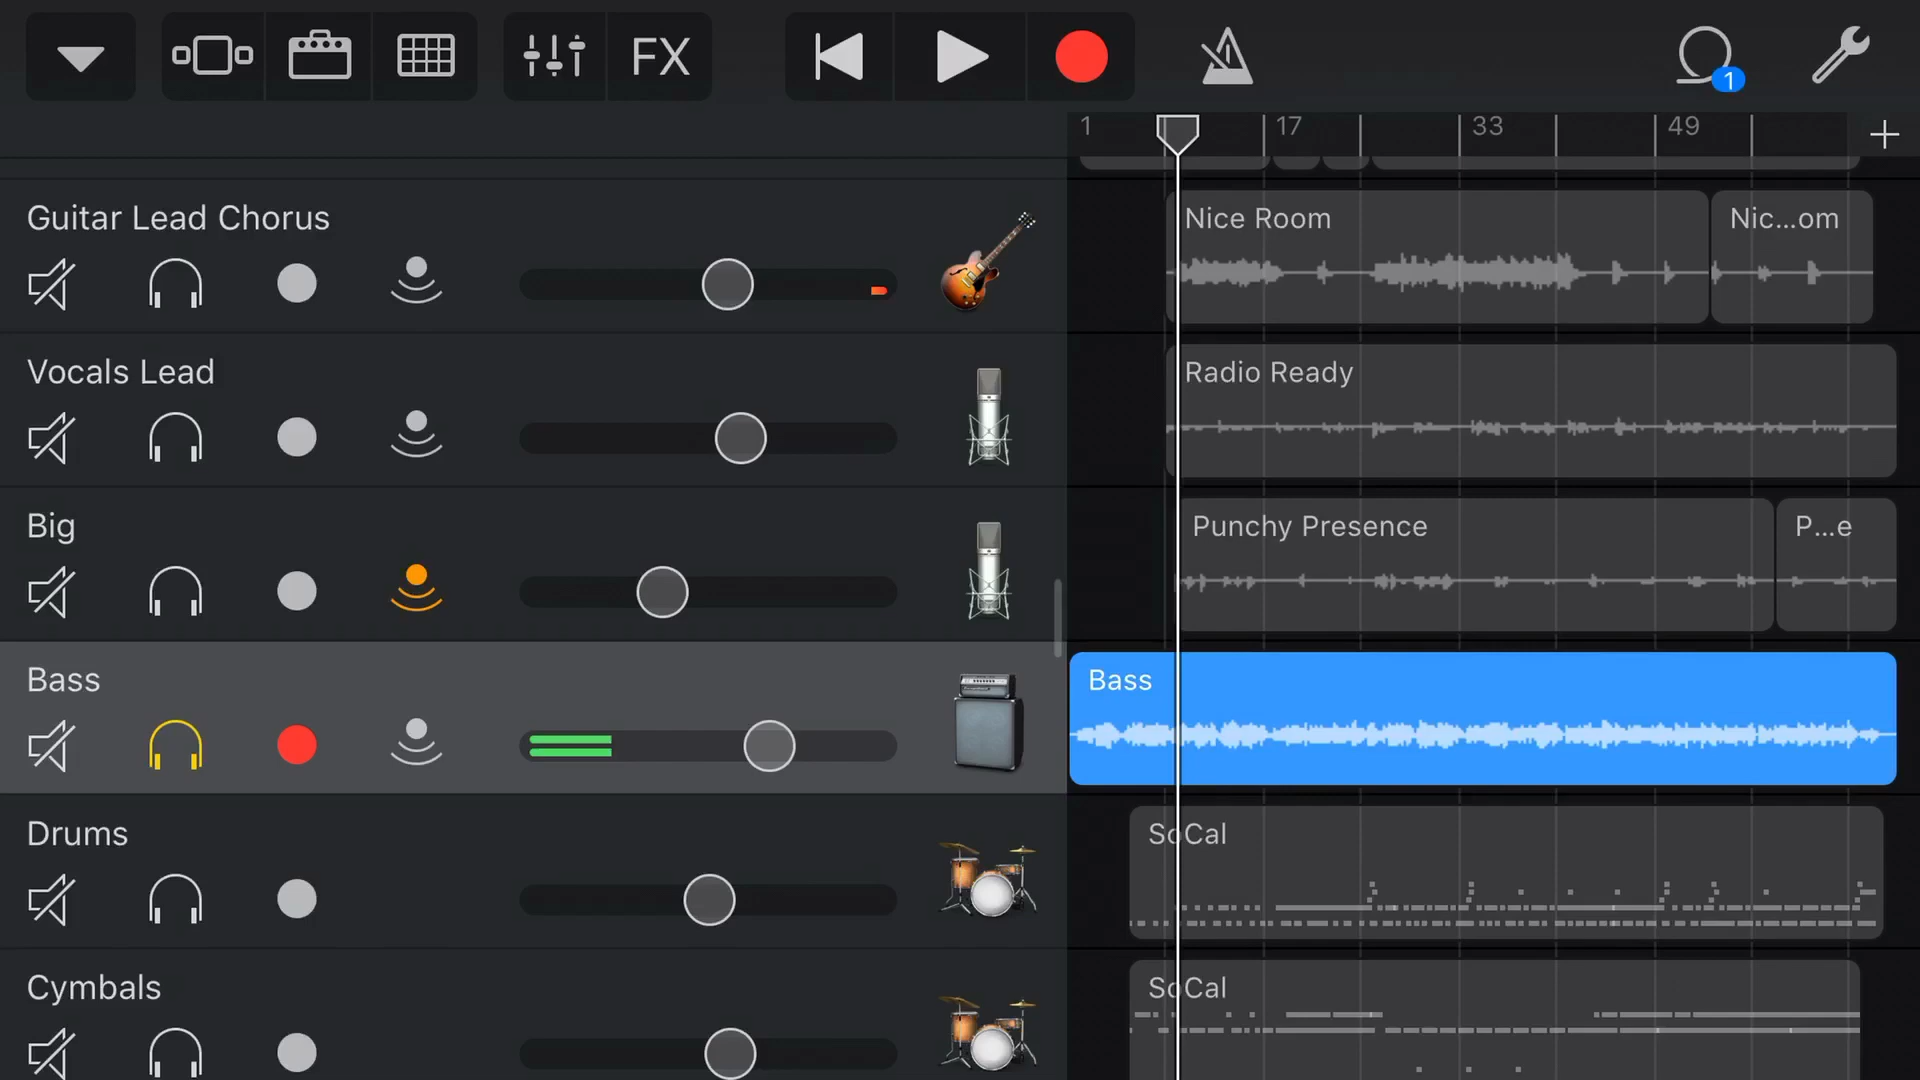 FX
1
1
17
33
49
Guitar Lead Chorus
Nice Room
Nic...om
Vocals Lead
Radio Ready
Big
Punchy Presence
P...e
Bass
Bass
Drums
SoCal
Cymbals
SoCal